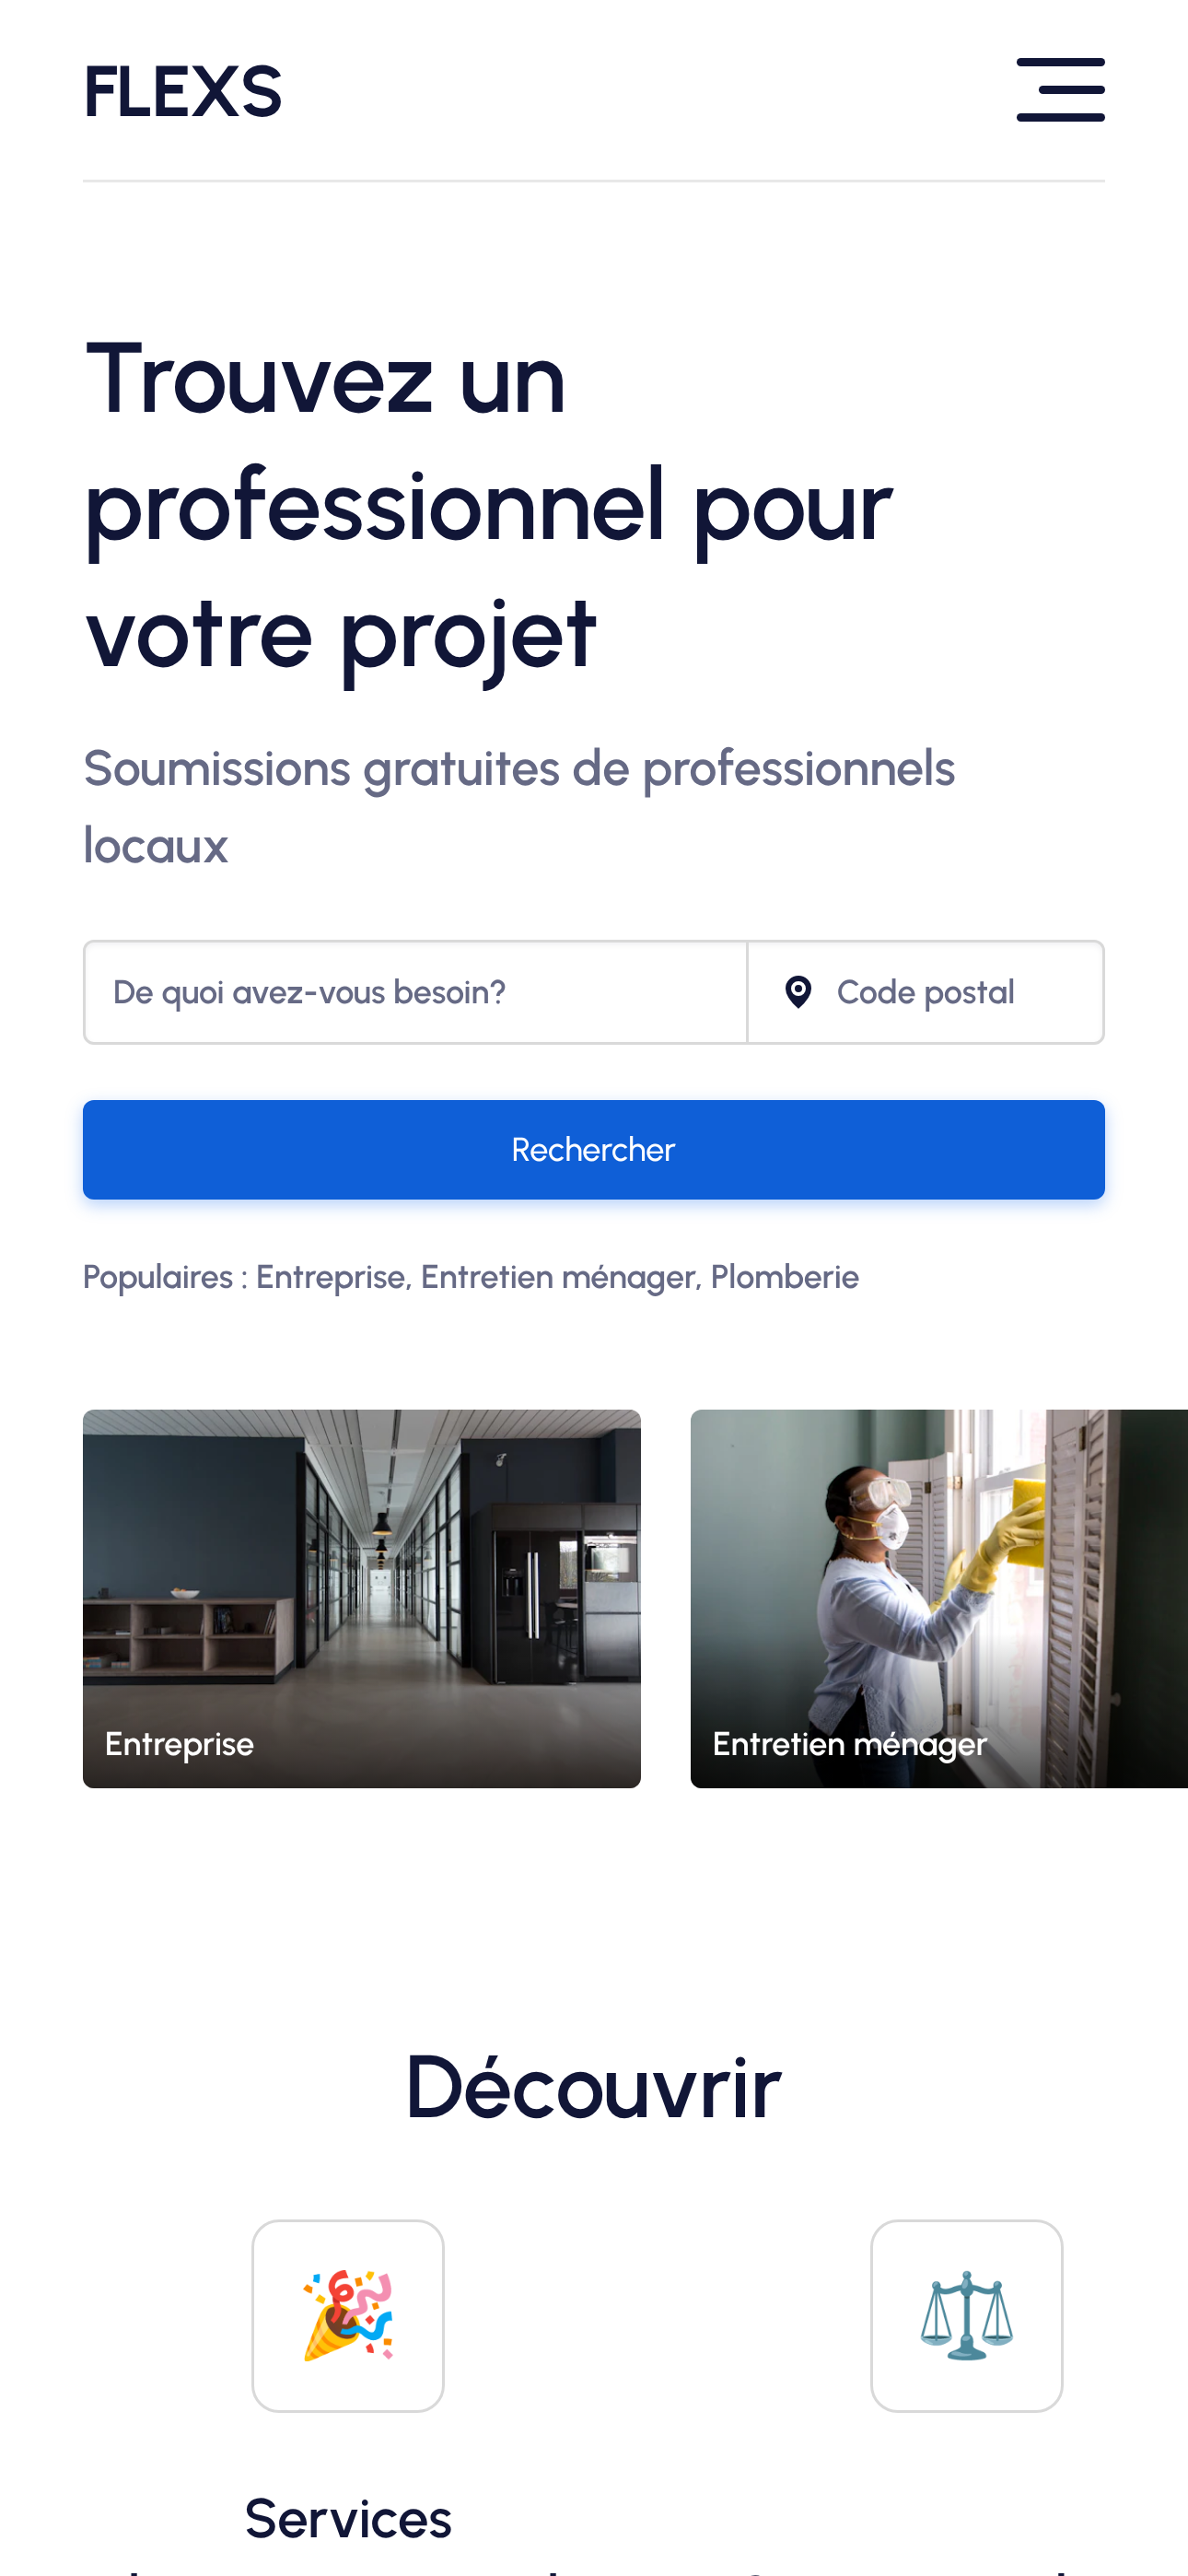 FLEXS
Trouvez un
professionnel pour
votre projet
Soumissions gratuites de professionnels
locaux
De quoi avez-vous besoin?
Code postal
Rechercher
Populaires : Entreprise, Entretien ménager, Plomberie
Entreprise
Entretien ménager
Découvrir
Services